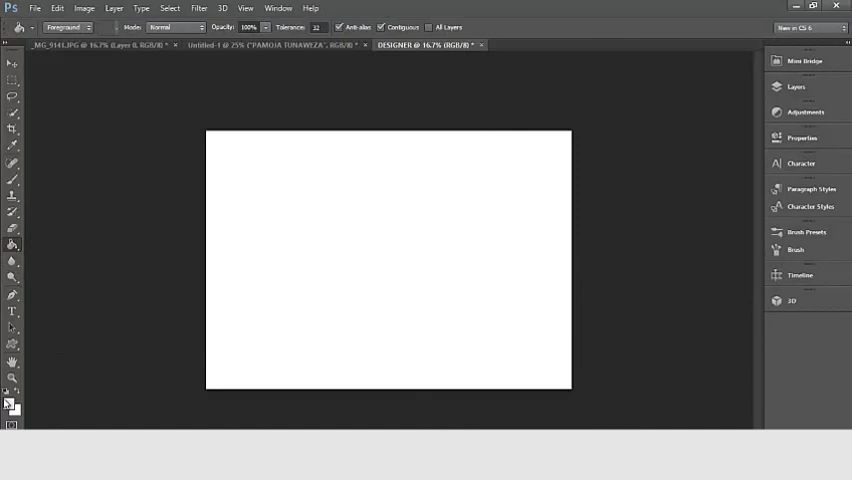 Ps File Edit Image Layer Type Select Filter 3D View Window Help
Foreground Mode: Normal Opacity: 100% Tolerance: 32 Anti-alias Contiguous All Layers New in CS 6
_MG_9141.JPG @ 16.7% (Layer 0, RGB/8) * × Untitled-1 @ 25% ("PAMOJA TUNAWEZA", RGB/8) * × DESIGNER @ 16.7% (RGB/8) * ×
Mini Bridge
Layers
Adjustments
Properties
Character
Paragraph Styles
Character Styles
Brush Presets
Brush
Timeline
3D